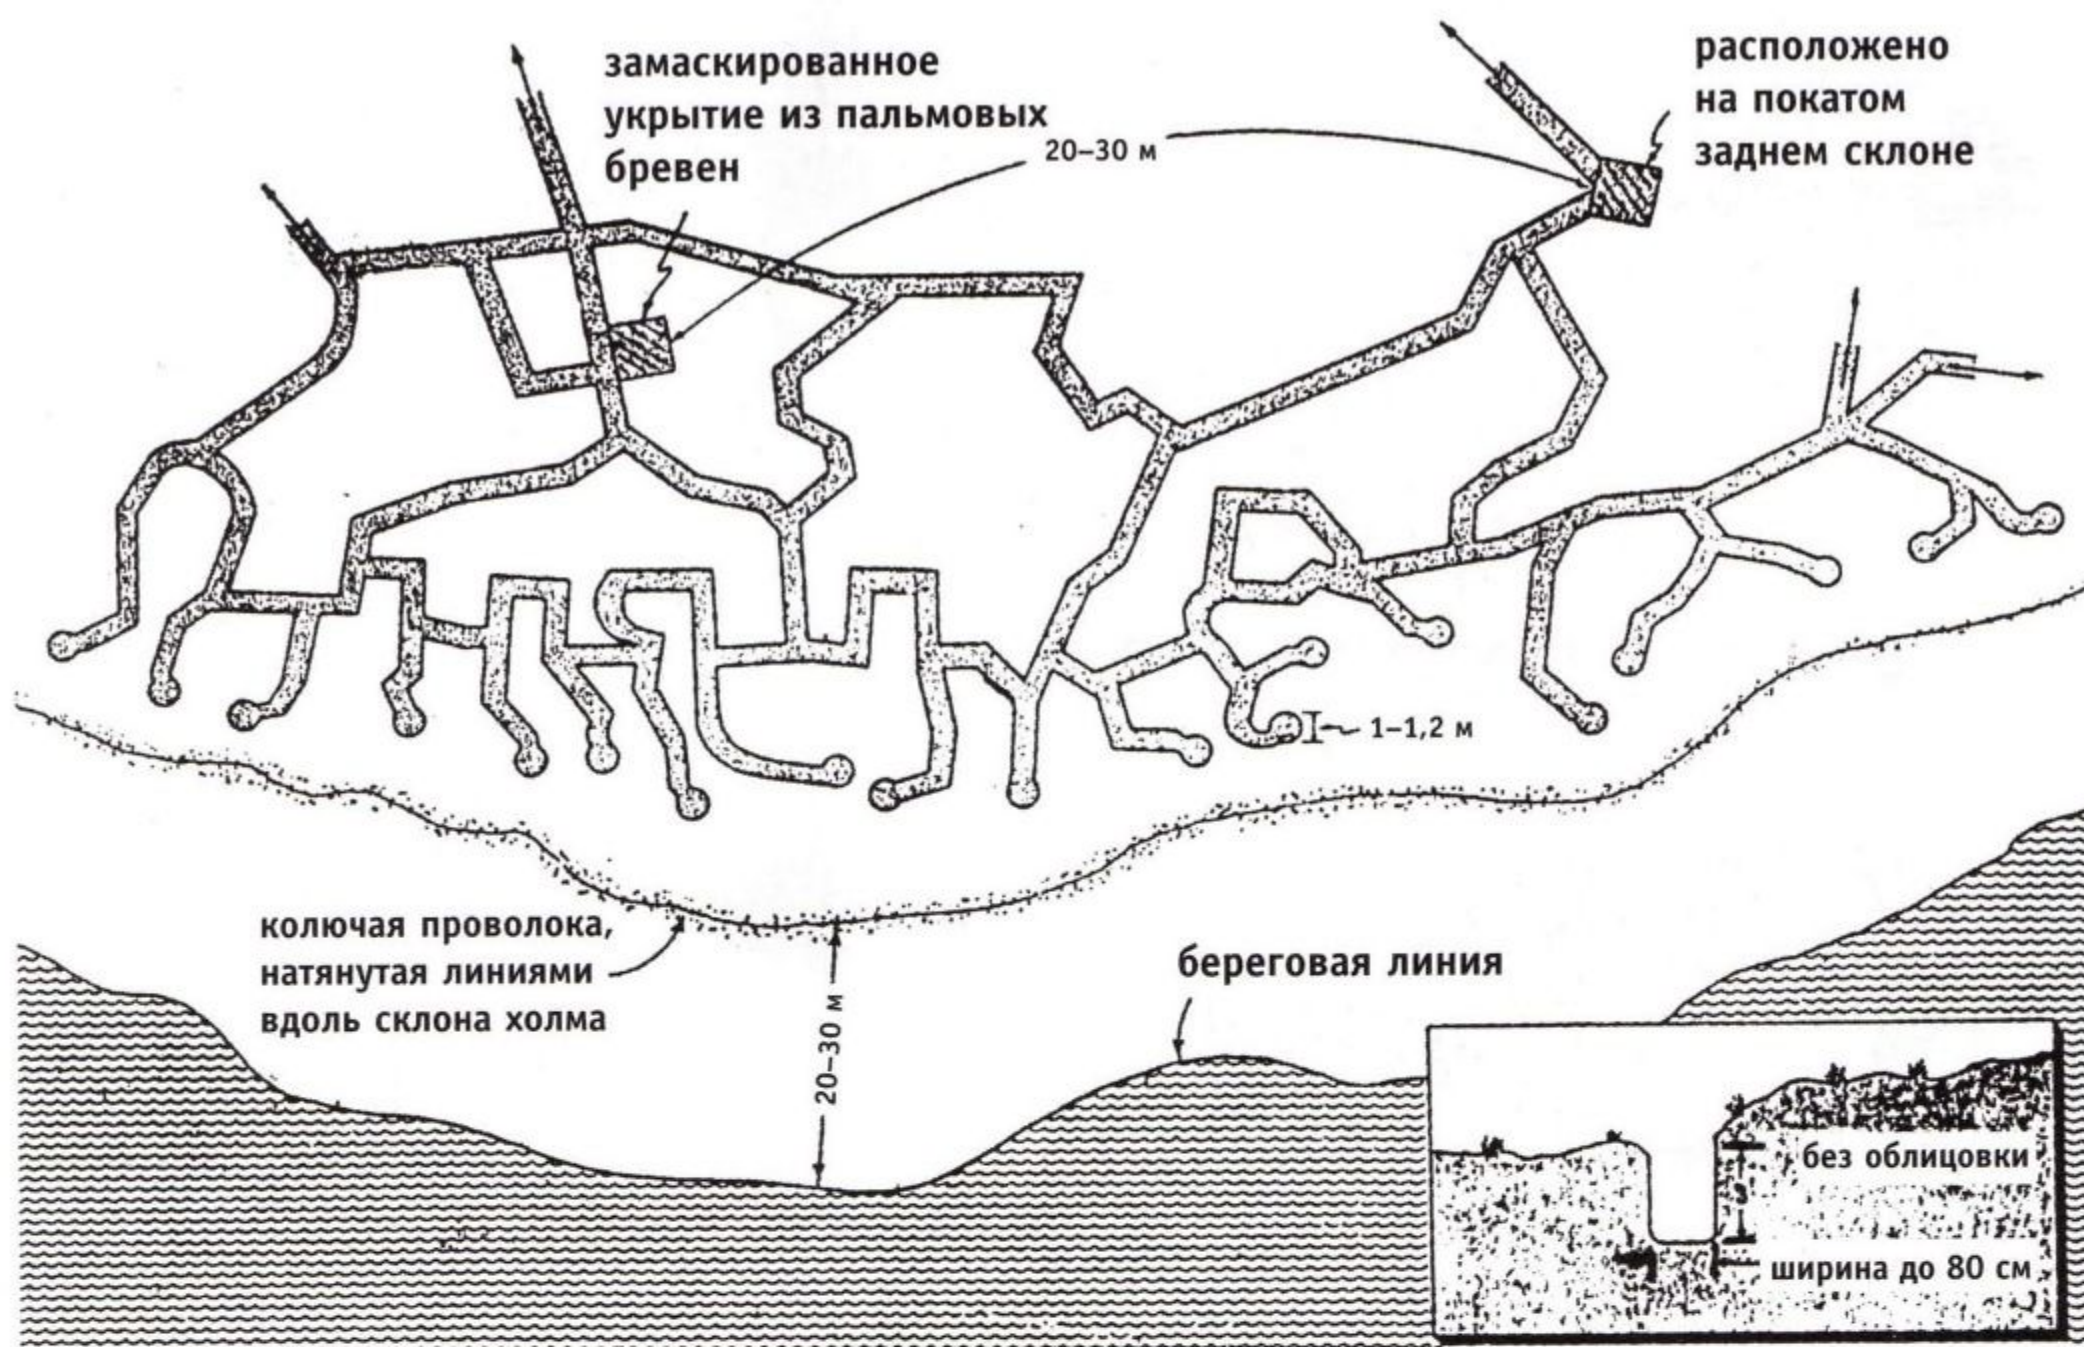 замаскированное
укрытие из пальмовых
бревен
20–30 м
расположено
на покатом
заднем склоне
1–1,2 м
колючая проволока,
натянутая линиями
вдоль склона холма
20–30 м
береговая линия
без облицовки
ширина до 80 см